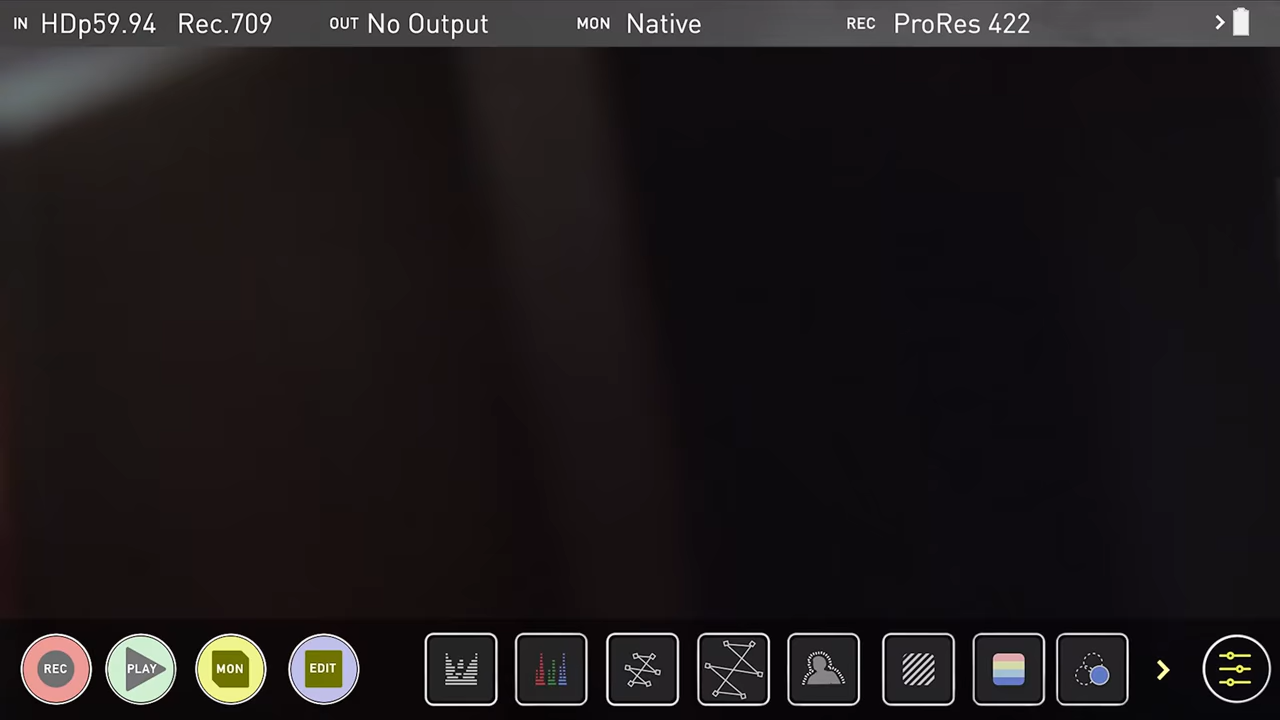 IN HDp59.94 Rec.709 OUT No Output MON Native REC ProRes 422
REC PLAY MON EDIT